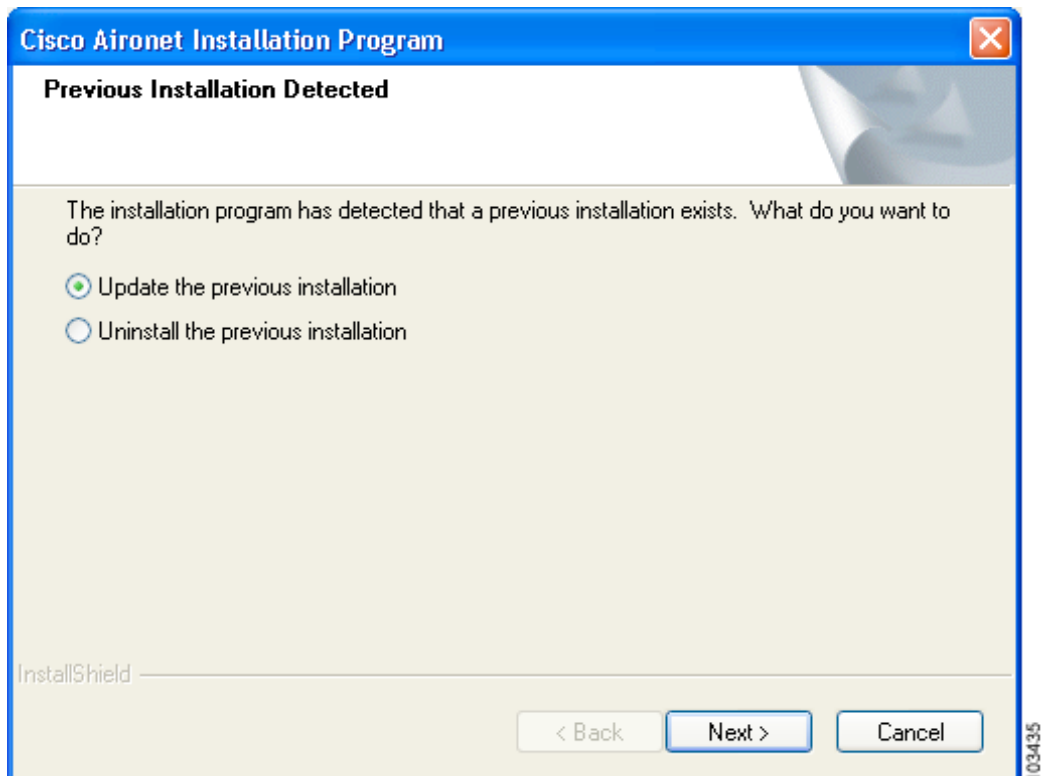 Cisco Aironet Installation Program
Previous Installation Detected
The installation program has detected that a previous installation exists.  What do you want to
do?
Update the previous installation
Uninstall the previous installation
InstallShield
< Back
Next >
Cancel
103435